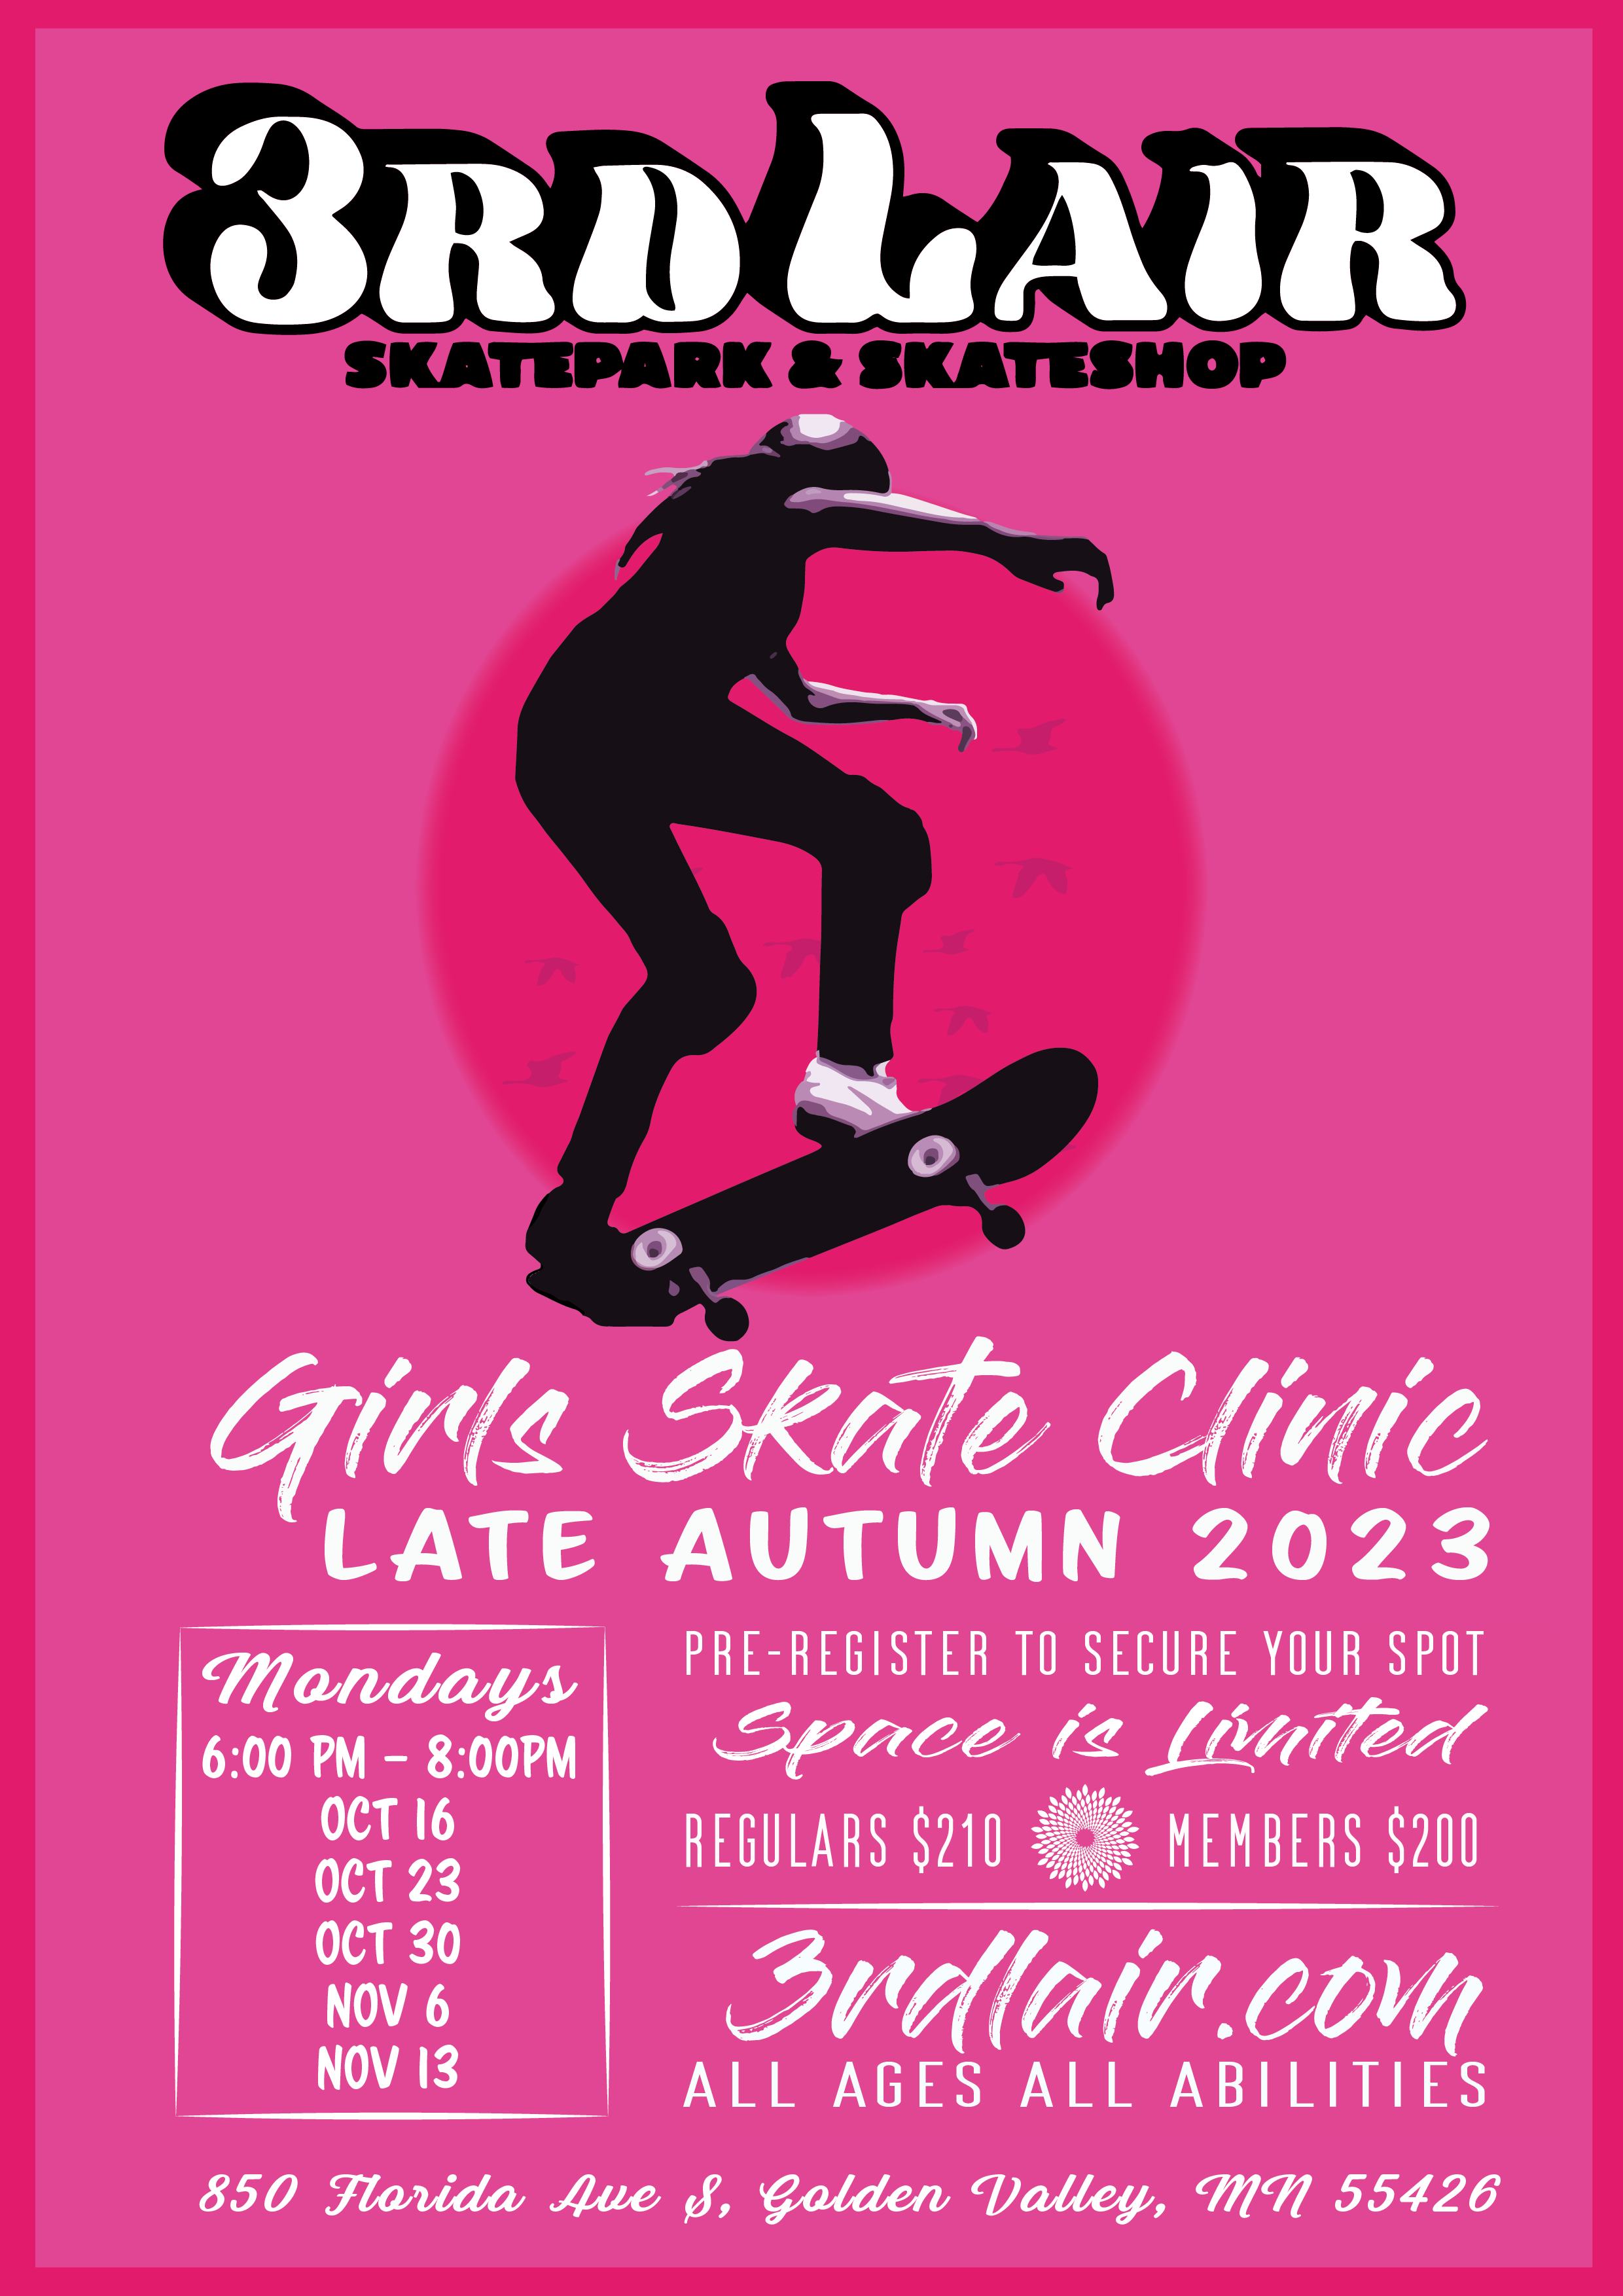 3RD LAIR
SKATEPARK & SKATESHOP
Girls Skate Clinic
LATE AUTUMN 2023
Mondays
6:00 PM – 8:00PM
OCT 16
OCT 23
OCT 30
NOV 6
NOV 13
PRE-REGISTER TO SECURE YOUR SPOT
Space is Limited
REGULARS $210 MEMBERS $200
3rdlair.com
ALL AGES ALL ABILITIES
850 Florida Ave S, Golden Valley, MN 55426